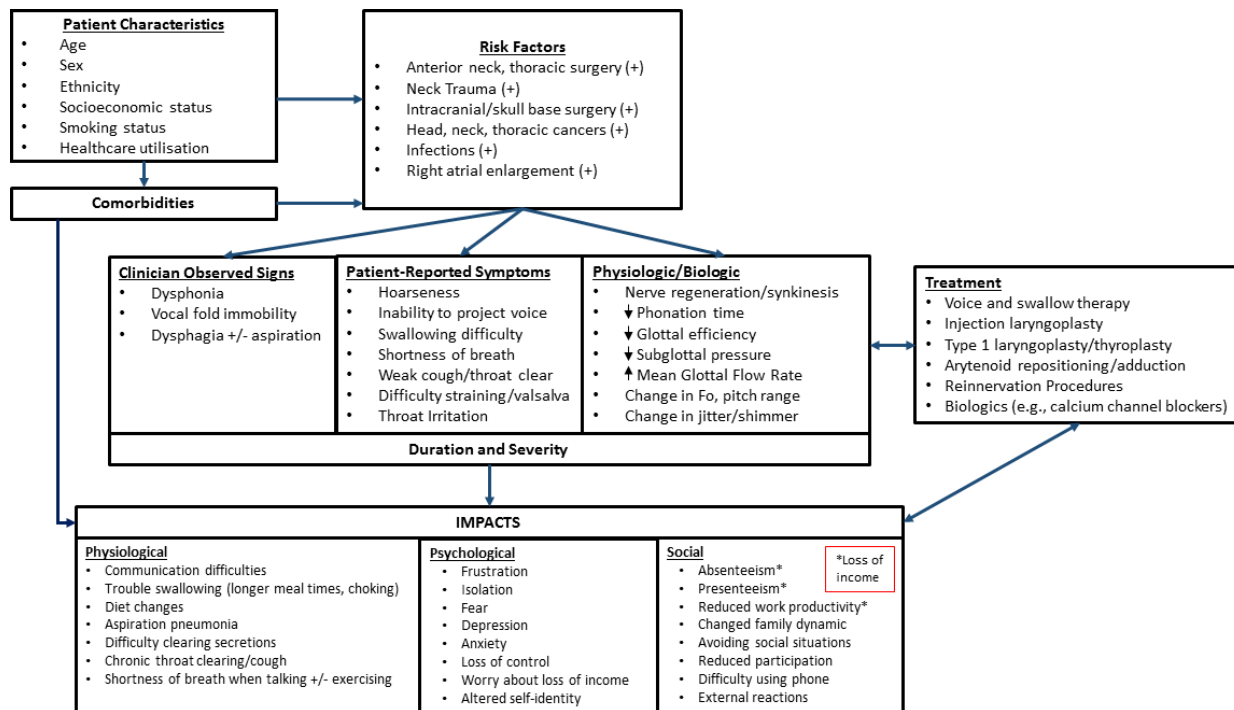 Patient Characteristics
• Age
• Sex
• Ethnicity
• Socioeconomic status
• Smoking status
• Healthcare utilisation
Comorbidities
Risk Factors
• Anterior neck, thoracic surgery (+)
• Neck Trauma (+)
• Intracranial/skull base surgery (+)
• Head, neck, thoracic cancers (+)
• Infections (+)
• Right atrial enlargement (+)
Clinician Observed Signs
• Dysphonia
• Vocal fold immobility
• Dysphagia +/- aspiration
Patient-Reported Symptoms
• Hoarseness
• Inability to project voice
• Swallowing difficulty
• Shortness of breath
• Weak cough/throat clear
• Difficulty straining/valsalva
• Throat Irritation
Physiologic/Biologic
• Nerve regeneration/synkinesis
• ↓ Phonation time
• ↓ Glottal efficiency
• ↓ Subglottal pressure
• ↑ Mean Glottal Flow Rate
• Change in Fo, pitch range
• Change in jitter/shimmer
Duration and Severity
Treatment
• Voice and swallow therapy
• Injection laryngoplasty
• Type 1 laryngoplasty/thyroplasty
• Arytenoid repositioning/adduction
• Reinnervation Procedures
• Biologics (e.g., calcium channel blockers)
IMPACTS
Physiological
• Communication difficulties
• Trouble swallowing (longer meal times, choking)
• Diet changes
• Aspiration pneumonia
• Difficulty clearing secretions
• Chronic throat clearing/cough
• Shortness of breath when talking +/- exercising
Psychological
• Frustration
• Isolation
• Fear
• Depression
• Anxiety
• Loss of control
• Worry about loss of income
• Altered self-identity
Social
• Absenteeism*
• Presenteeism*
• Reduced work productivity*
• Changed family dynamic
• Avoiding social situations
• Reduced participation
• Difficulty using phone
• External reactions
*Loss of
income